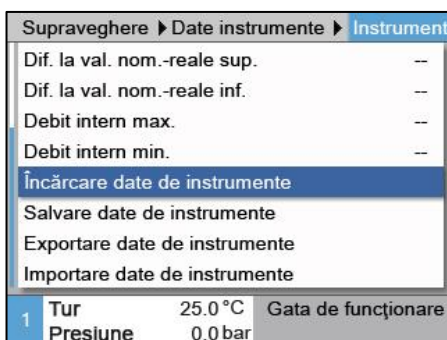 Supraveghere ▶ Date instrumente ▶ Instrument
Dif. la val. nom.-reale sup. --
Dif. la val. nom.-reale inf. --
Debit intern max. --
Debit intern min. --
Încărcare date de instrumente
Salvare date de instrumente
Exportare date de instrumente
Importare date de instrumente
1 Tur 25.0 °C Gata de funcţionare
Presiune 0.0 bar